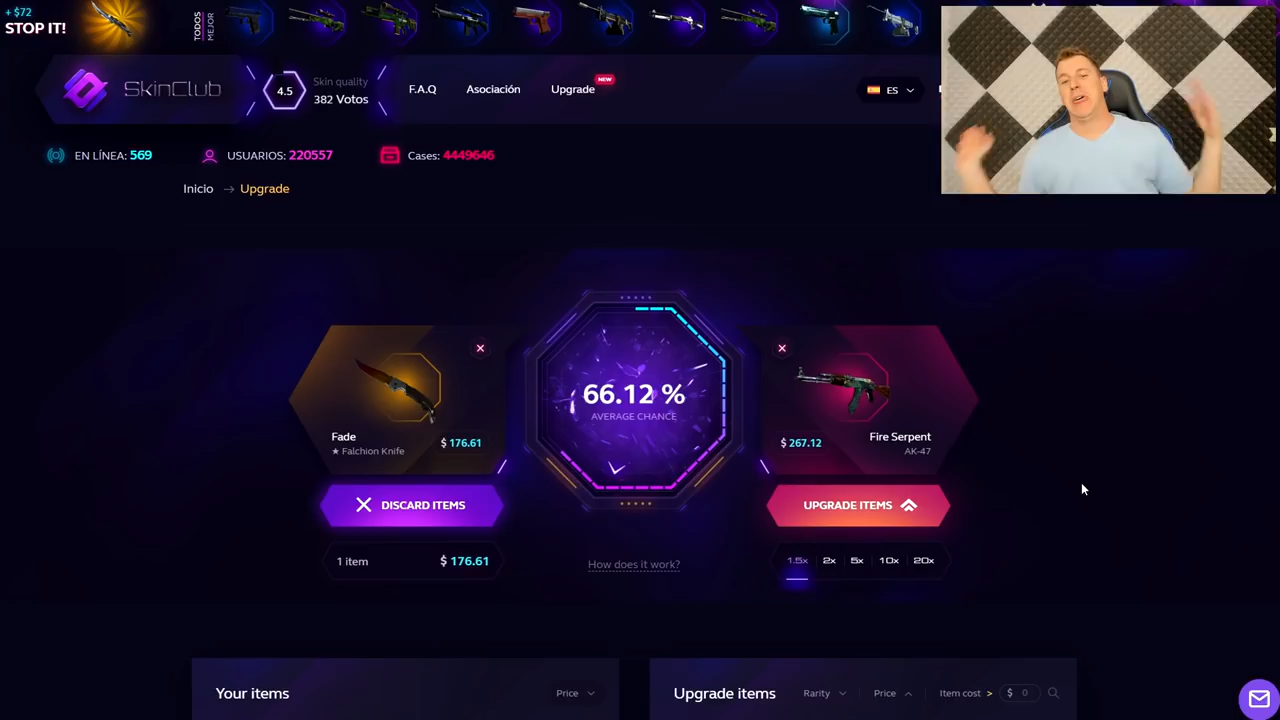 + $72
STOP IT!
TODOS
MEJOR
SkinClub
4.5
Skin quality
382 Votos
F.A.Q
Asociación
Upgrade
NEW
ES
EN LÍNEA: 569
USUARIOS: 220557
Cases: 4449646
Inicio → Upgrade
66.12 %
AVERAGE CHANCE
Fade
★ Falchion Knife
$ 176.61
$ 267.12
Fire Serpent
AK-47
DISCARD ITEMS
UPGRADE ITEMS
1 item
$ 176.61
How does it work?
1.5x 2x 5x 10x 20x
Your items
Price
Upgrade items
Rarity
Price
Item cost >
$ 0